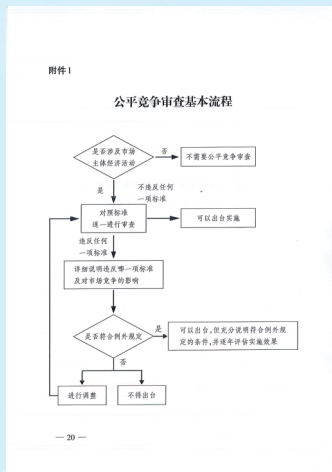 附件1
公平竞争审查基本流程
是否涉及市场
主体经济活动
否
不需要公平竞争审查
是
不违反任何
一项标准
对照标准
逐一进行审查
可以出台实施
违反任何
一项标准
详细说明违反哪一项标准
及对市场竞争的影响
是否符合例外规定
是
可以出台,但充分说明符合例外规
定的条件,并逐年评估实施效果
否
进行调整
不得出台
— 20 —